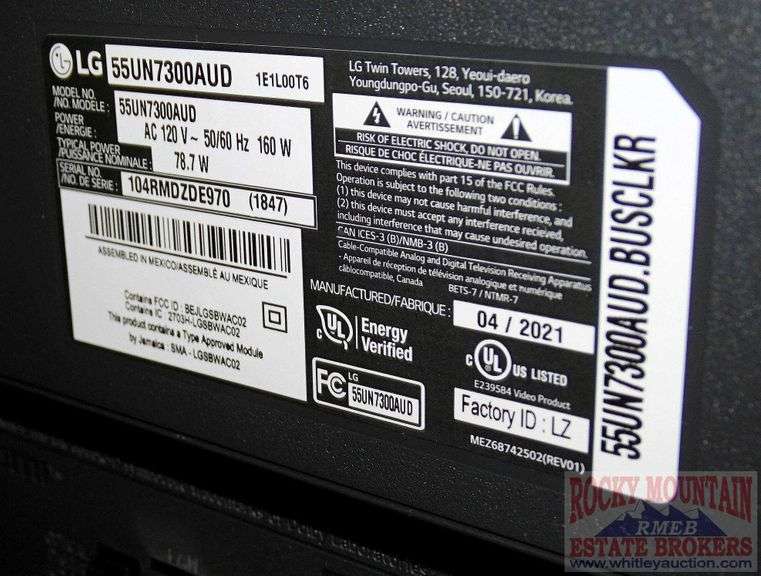 LG 55UN7300AUD 1E1L00T6
MODEL NO.
/NO. MODÈLE : 55UN7300AUD
POWER
/ÉNERGIE : AC 120 V ~ 50/60 Hz 160 W
TYPICAL POWER
/PUISSANCE NOMINALE : 78.7 W
SERIAL NO.
/NO. DE SÉRIE : 104RMDZDE970 (1847)
ASSEMBLED IN MEXICO/ASSEMBLÉ AU MEXIQUE
Contains FCC ID : BEJLGSBWAC02
Contains IC : 2703H-LGSBWAC02
This product contains a Type Approved Module
by Jamaica : SMA - LGSBWAC02
LG Twin Towers, 128, Yeoui-daero
Youngdungpo-Gu, Seoul, 150-721, Korea.
WARNING / CAUTION
AVERTISSEMENT
RISK OF ELECTRIC SHOCK, DO NOT OPEN.
RISQUE DE CHOC ÉLECTRIQUE-NE PAS OUVRIR.
This device complies with part 15 of the FCC Rules.
Operation is subject to the following two conditions :
(1) this device may not cause harmful interference, and
(2) this device must accept any interference received,
including interference that may cause undesired operation.
CAN ICES-3 (B)/NMB-3 (B)
Cable-Compatible Analog and Digital Television Receiving Apparatus
- Appareil de réception de télévision analogique et numérique
câblocompatible, Canada BETS-7 / NTMR-7
MANUFACTURED/FABRIQUÉ : 04 / 2021
c UL Energy
Verified
c UL US LISTED
E239584 Video Product
FC LG
55UN7300AUD
Factory ID : LZ
MEZ68742502(REV01)
55UN7300AUD.BUSCLKR
ROCKY MOUNTAIN
RMEB
ESTATE BROKERS
www.whitleyauction.com